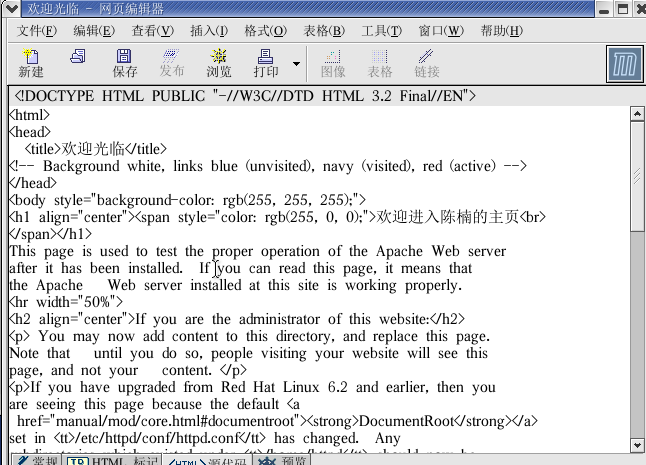 欢迎光临 - 网页编辑器
文件(F) 编辑(E) 查看(V) 插入(I) 格式(O) 表格(B) 工具(T) 窗口(W) 帮助(H)
新建 保存 发布 浏览 打印 图像 表格 链接
<!DOCTYPE HTML PUBLIC "-//W3C//DTD HTML 3.2 Final//EN">
<html>
<head>
<title>欢迎光临</title>
<!-- Background white, links blue (unvisited), navy (visited), red (active) -->
</head>
<body style="background-color: rgb(255, 255, 255);">
<h1 align="center"><span style="color: rgb(255, 0, 0);">欢迎进入陈楠的主页<br>
</span></h1>
This page is used to test the proper operation of the Apache Web server
after it has been installed. If you can read this page, it means that
the Apache Web server installed at this site is working properly.
<hr width="50%">
<h2 align="center">If you are the administrator of this website:</h2>
<p> You may now add content to this directory, and replace this page.
Note that until you do so, people visiting your website will see this
page, and not your content. </p>
<p>If you have upgraded from Red Hat Linux 6.2 and earlier, then you
are seeing this page because the default <a
href="manual/mod/core.html#documentroot"><strong>DocumentRoot</strong></a>
set in <tt>/etc/httpd/conf/httpd.conf</tt> has changed. Any
常规 HTML 标记 <HTML> 源代码 预览